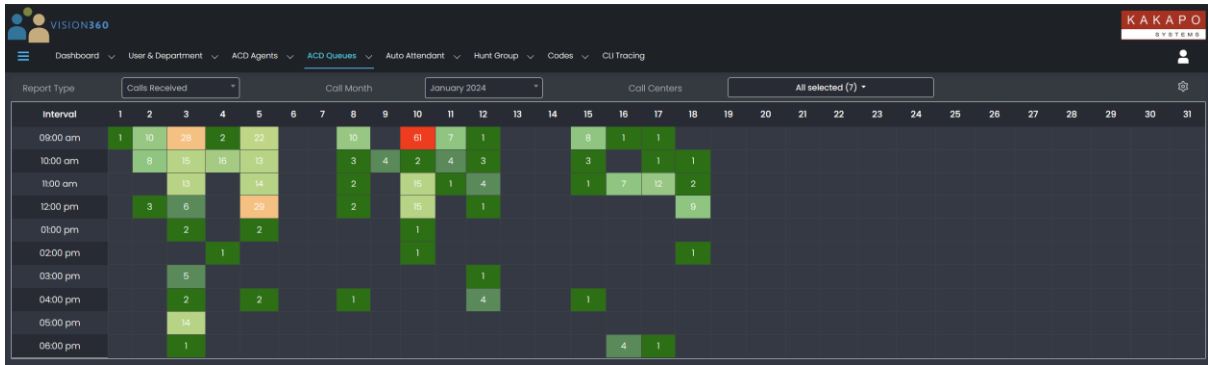 VISION360
KAKAPO
SYSTEMS
Dashboard User & Department ACD Agents ACD Queues Auto Attendant Hunt Group Codes CLI Tracing
Report Type Calls Received Call Month January 2024 Call Centers All selected (7)
Interval 1 2 3 4 5 6 7 8 9 10 11 12 13 14 15 16 17 18 19 20 21 22 23 24 25 26 27 28 29 30 31
09:00 am 1 10 28 2 22 10 61 7 1 8 1 1
10:00 am 8 15 16 13 3 4 2 4 3 3 1 1
11:00 am 13 14 2 15 1 4 1 7 12 2
12:00 pm 3 6 29 2 15 1 9
01:00 pm 2 2 1
02:00 pm 1 1 1
03:00 pm 5 1
04:00 pm 2 2 1 4 1
05:00 pm 14
06:00 pm 1 4 1